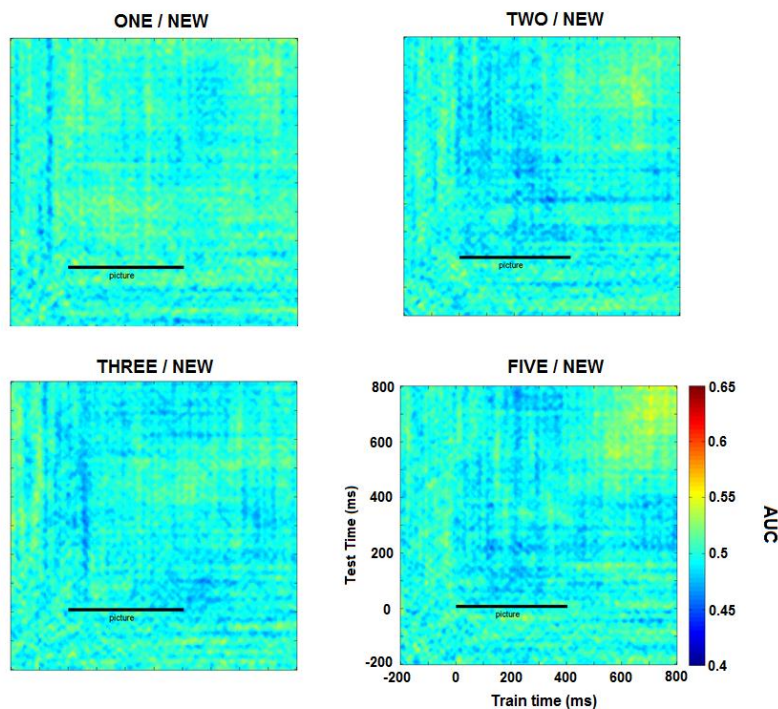 ONE / NEW
TWO / NEW
picture
picture
THREE / NEW
FIVE / NEW
picture
picture
Test Time (ms)
800
600
400
200
0
-200
-200 0 200 400 600 800
Train time (ms)
0.65
0.6
0.55
0.5
0.45
0.4
AUC